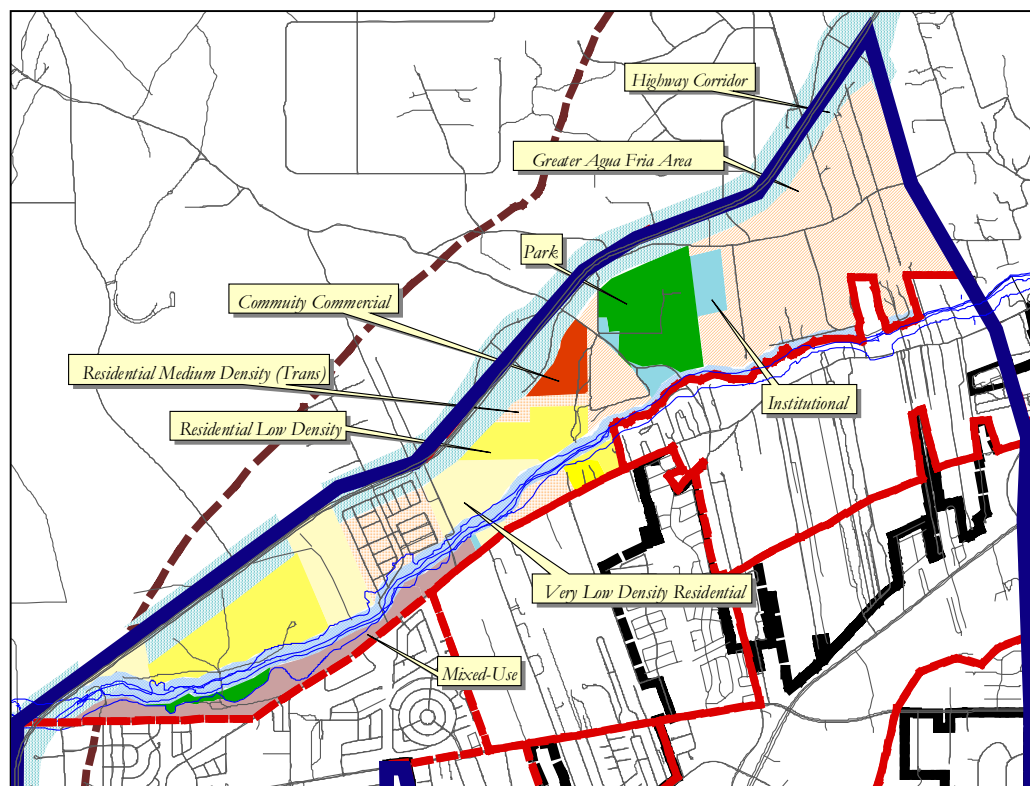 Highway Corridor
Greater Agua Fria Area
Park
Commuity Commercial
Residential Medium Density (Trans)
Institutional
Residential Low Density
Very Low Density Residential
Mixed-Use